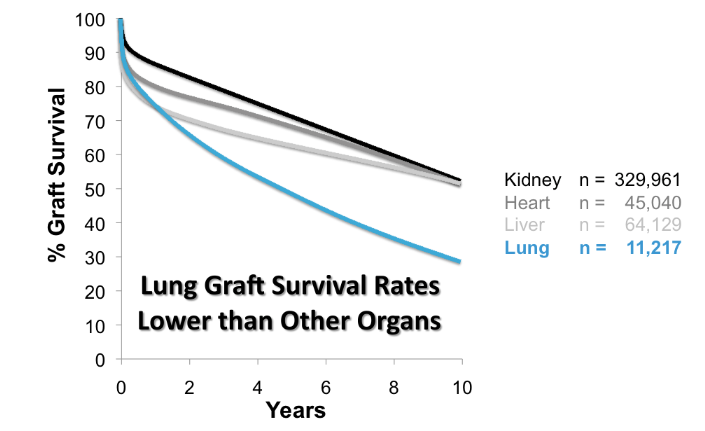 100
90
80
70
60
50
40
30
20
10
0
% Graft Survival
Lung Graft Survival Rates
Lower than Other Organs
0 2 4 6 8 10
Years
Kidney n = 329,961
Heart n = 45,040
Liver n = 64,129
Lung n = 11,217